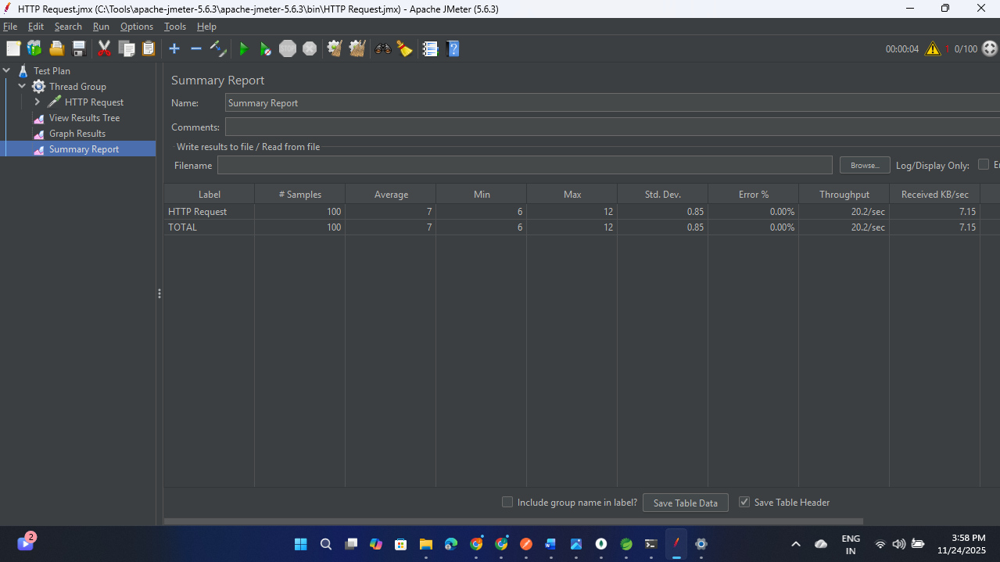 HTTP Request.jmx (C:\Tools\apache-jmeter-5.6.3\apache-jmeter-5.6.3\bin\HTTP Request.jmx) - Apache JMeter (5.6.3)
File Edit Search Run Options Tools Help
STOP 00:00:04 ! 0/100
Test Plan
Thread Group
HTTP Request
View Results Tree
Graph Results
Summary Report
Summary Report
Name: Summary Report
Comments:
Write results to file / Read from file
Filename Browse... Log/Display Only:
Label # Samples Average Min Max Std. Dev. Error % Throughput Received KB/sec
HTTP Request 100 7 6 12 0.85 0.00% 20.2/sec 7.15
TOTAL 100 7 6 12 0.85 0.00% 20.2/sec 7.15
Include group name in label? Save Table Data Save Table Header
2
ENG
IN
3:58 PM
11/24/2025